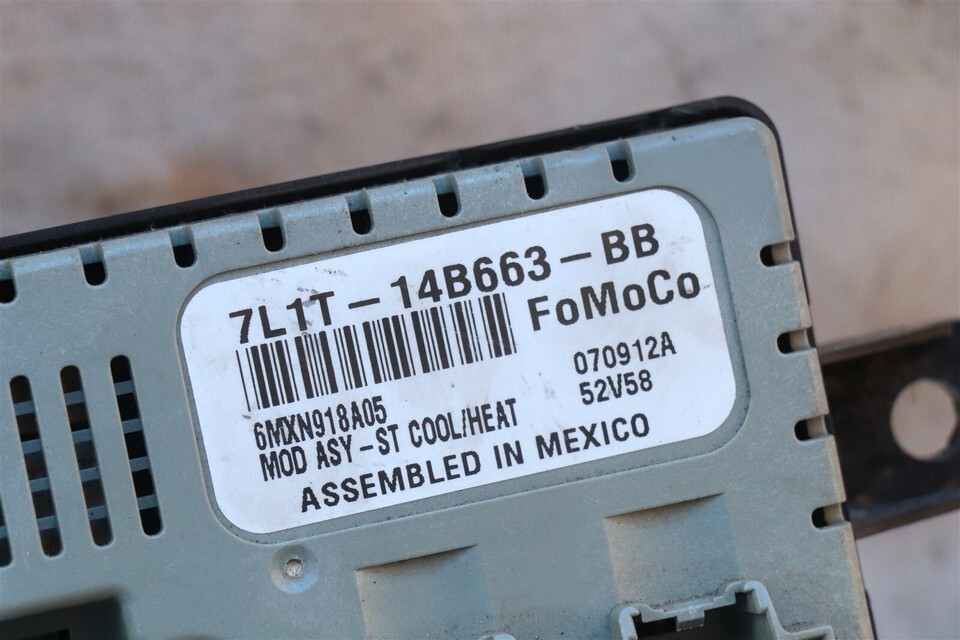 7L1T-14B663-BB
FoMoCo
070912A
6MXN918A05
52V58
MOD ASY-ST COOL/HEAT
ASSEMBLED IN MEXICO